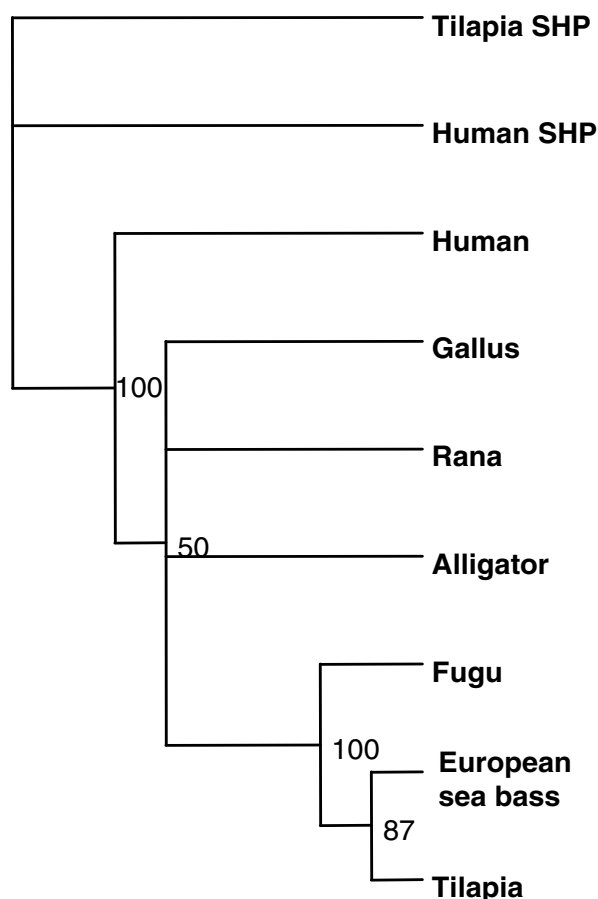 Tilapia SHP
Human SHP
Human
Gallus
100
Rana
50
Alligator
Fugu
100
European
sea bass
87
Tilapia